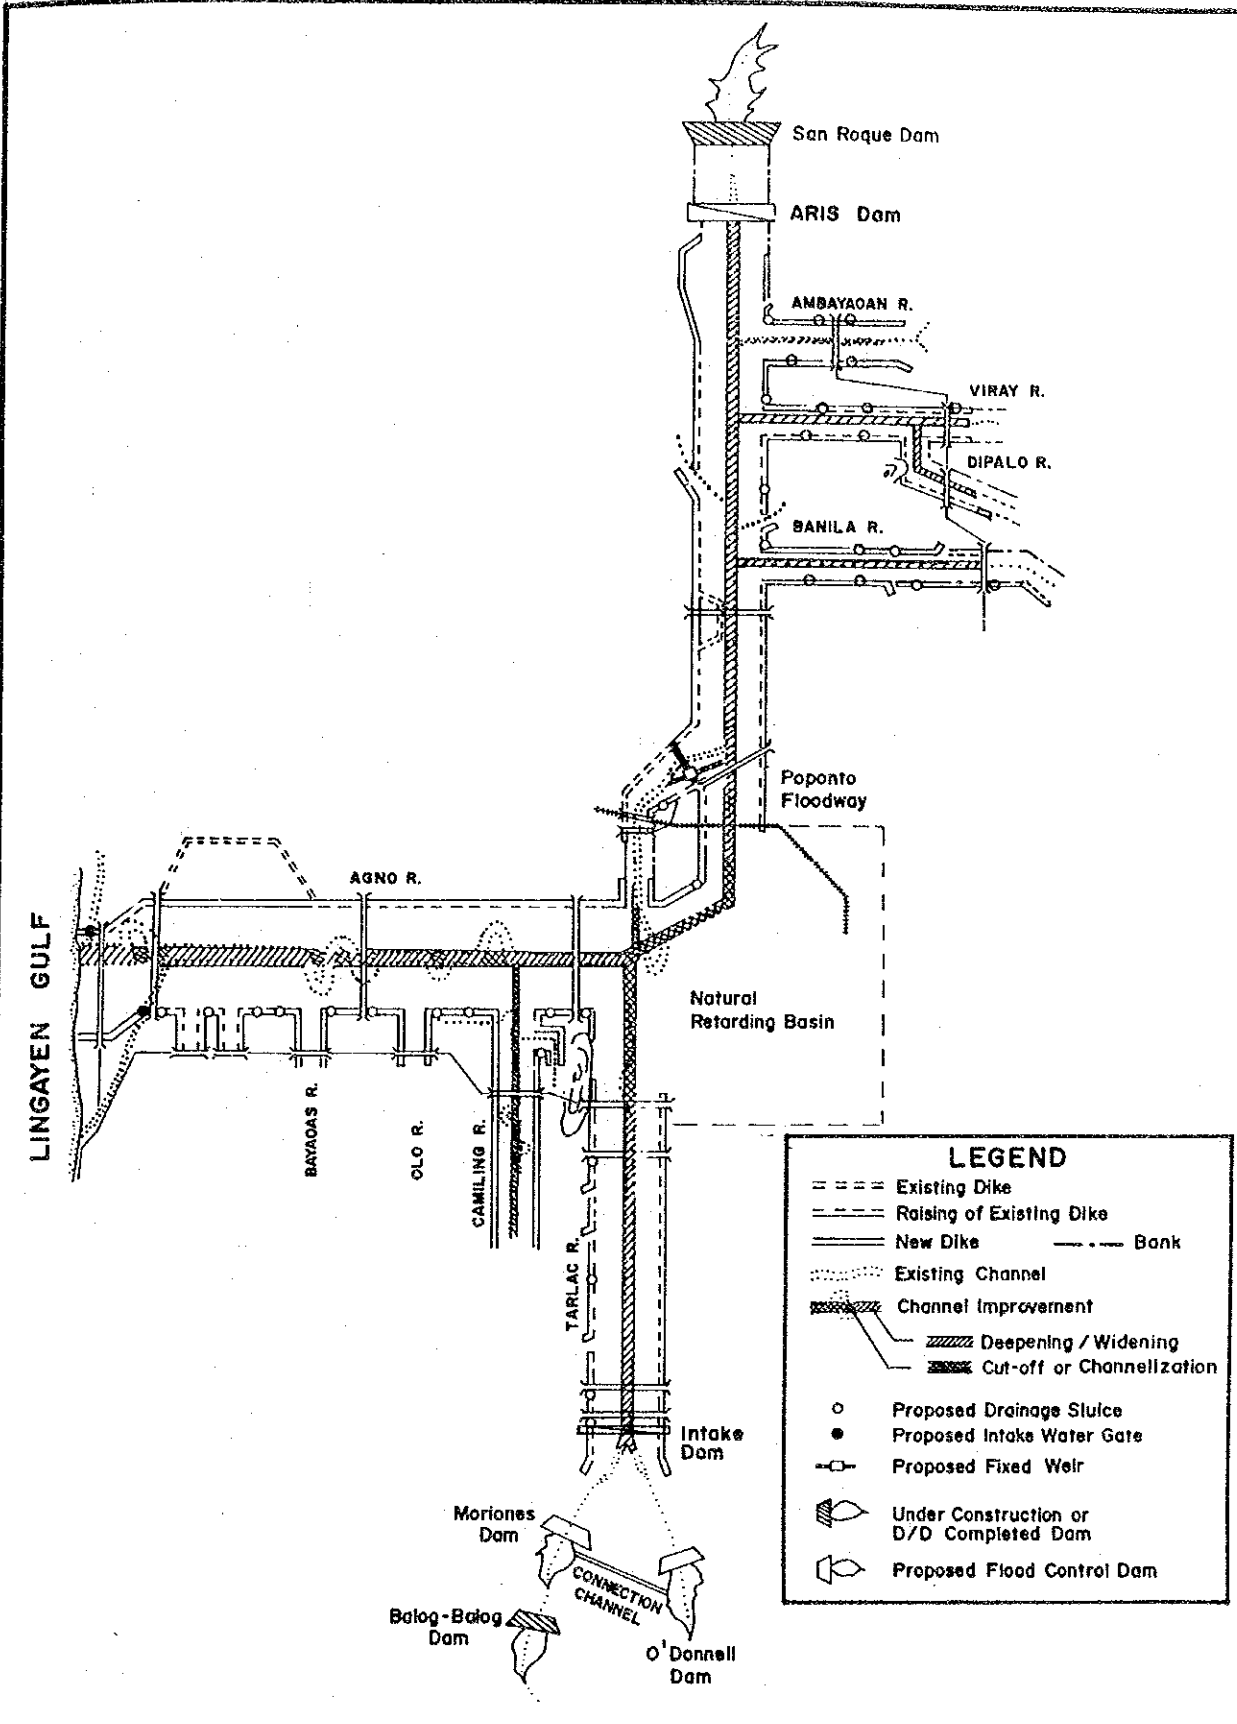 San Roque Dam
ARIS Dam
AMBAYAOAN R.
VIRAY R.
DIPALO R.
BANILA R.
Poponto
Floodway
AGNO R.
LINGAYEN GULF
Natural
Retarding Basin
BAYAOAS R.
OLO R.
CAMILING R.
TARLAC R.
LEGEND
Existing Dike
Raising of Existing Dike
New Dike
Bank
Existing Channel
Channel Improvement
Deepening / Widening
Cut-off or Channelization
Proposed Drainage Sluice
Proposed Intake Water Gate
Proposed Fixed Weir
Under Construction or
D/D Completed Dam
Proposed Flood Control Dam
Intake
Dam
Moriones
Dam
CONNECTION
CHANNEL
Balog-Balog
Dam
O'Donnell
Dam